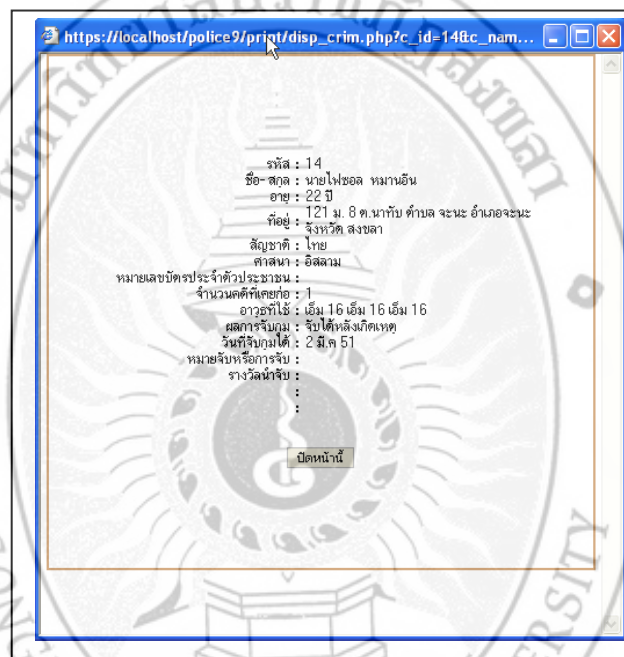 https://localhost/police9/print/disp_crim.php?c_id=14&c_nam...
รหัส : 14
ชื่อ-สกุล : นายไฟซอล หมานอิน
อายุ : 22 ปี
ที่อยู่ : 121 ม. 8 ต.นาทับ ตำบล จะนะ อำเภอจะนะ
จังหวัด สงขลา
สัญชาติ : ไทย
ศาสนา : อิสลาม
หมายเลขบัตรประจำตัวประชาชน :
จำนวนคดีที่เคยก่อ : 1
อาวุธที่ใช้ : เอ็ม 16 เอ็ม 16 เอ็ม 16
ผลการจับกุม : จับได้หลังเกิดเหตุ
วันที่จับกุมได้ : 2 มี.ค 51
หมายจับหรือการจับ :
รางวัลนำจับ :
:
:
ปิดหน้านี้